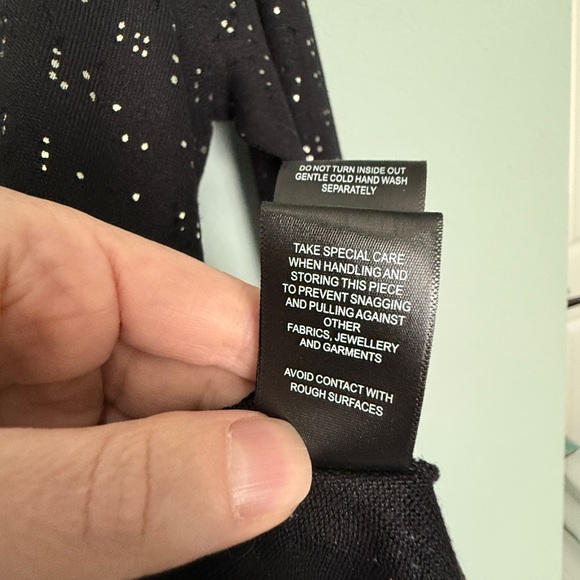 DO NOT TURN INSIDE OUT
GENTLE COLD HAND WASH
SEPARATELY
TAKE SPECIAL CARE
WHEN HANDLING AND
STORING THIS PIECE
TO PREVENT SNAGGING
AND PULLING AGAINST
OTHER
FABRICS, JEWELLERY
AND GARMENTS
AVOID CONTACT WITH
ROUGH SURFACES